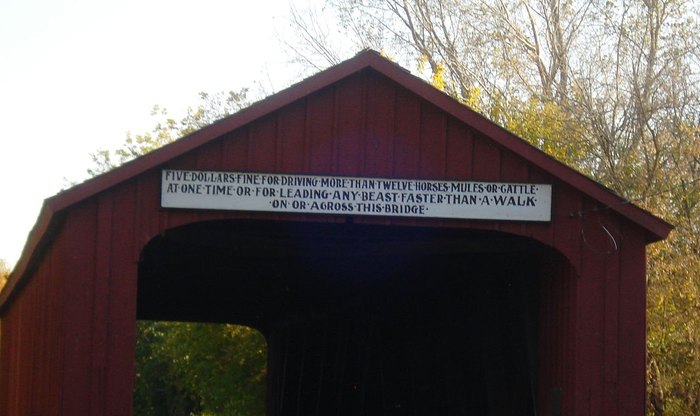 FIVE·DOLLARS·FINE·FOR·DRIVING·MORE·THAN·TWELVE·HORSES·MULES·OR·CATTLE·
·AT·ONE·TIME·OR·FOR·LEADING·ANY·BEAST·FASTER·THAN·A·WALK·
·ON·OR·ACROSS·THIS·BRIDGE·